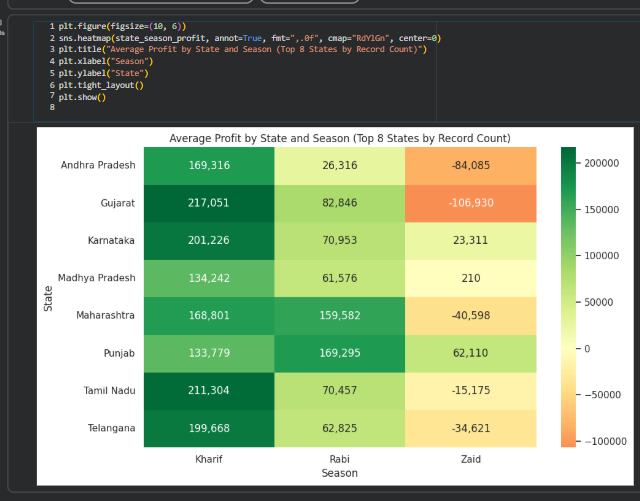 1 plt.figure(figsize=(10, 6))
2 sns.heatmap(state_season_profit, annot=True, fmt=",.0f", cmap="RdYlGn", center=0)
3 plt.title("Average Profit by State and Season (Top 8 States by Record Count)")
4 plt.xlabel("Season")
5 plt.ylabel("State")
6 plt.tight_layout()
7 plt.show()
8
Average Profit by State and Season (Top 8 States by Record Count)
Andhra Pradesh 169,316 26,316 -84,085
Gujarat 217,051 82,846 -106,930
Karnataka 201,226 70,953 23,311
Madhya Pradesh 134,242 61,576 210
Maharashtra 168,801 159,582 -40,598
Punjab 133,779 169,295 62,110
Tamil Nadu 211,304 70,457 -15,175
Telangana 199,668 62,825 -34,621
State
Kharif Rabi Zaid
Season
200000
150000
100000
50000
0
−50000
−100000